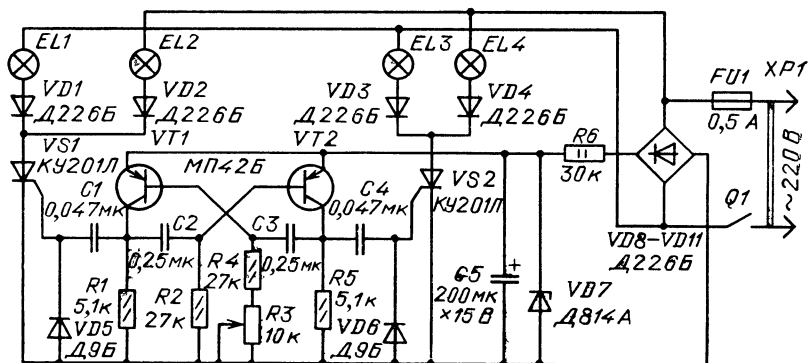 EL1
EL2
EL3
EL4
XP1
VD1
Д226Б
VD2
Д226Б
VD3
Д226Б
VD4
Д226Б
FU1
0,5 А
VS1
КУ201Л
VT1
МП42Б
VT2
VS2
КУ201Л
R6
30к
~220 В
Q1
C1
0,047мк
C2
0,25мк
C3
0,25мк
C4
0,047мк
VD8-VD11
Д226Б
R1
5,1к
R2
27к
R4
27к
R3
10к
R5
5,1к
VD5
Д9Б
VD6
Д9Б
C5
+
200мк
×15 В
VD7
Д814А